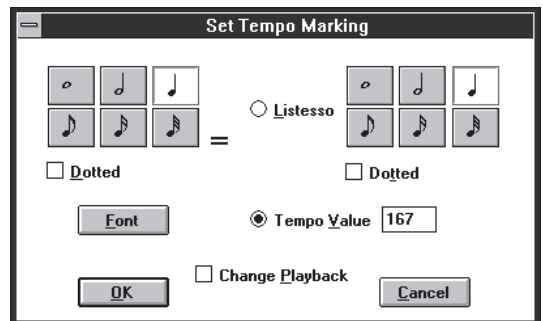 Set Tempo Marking
Listesso
=
Dotted
Dotted
Font
Tempo Value 167
Change Playback
OK
Cancel